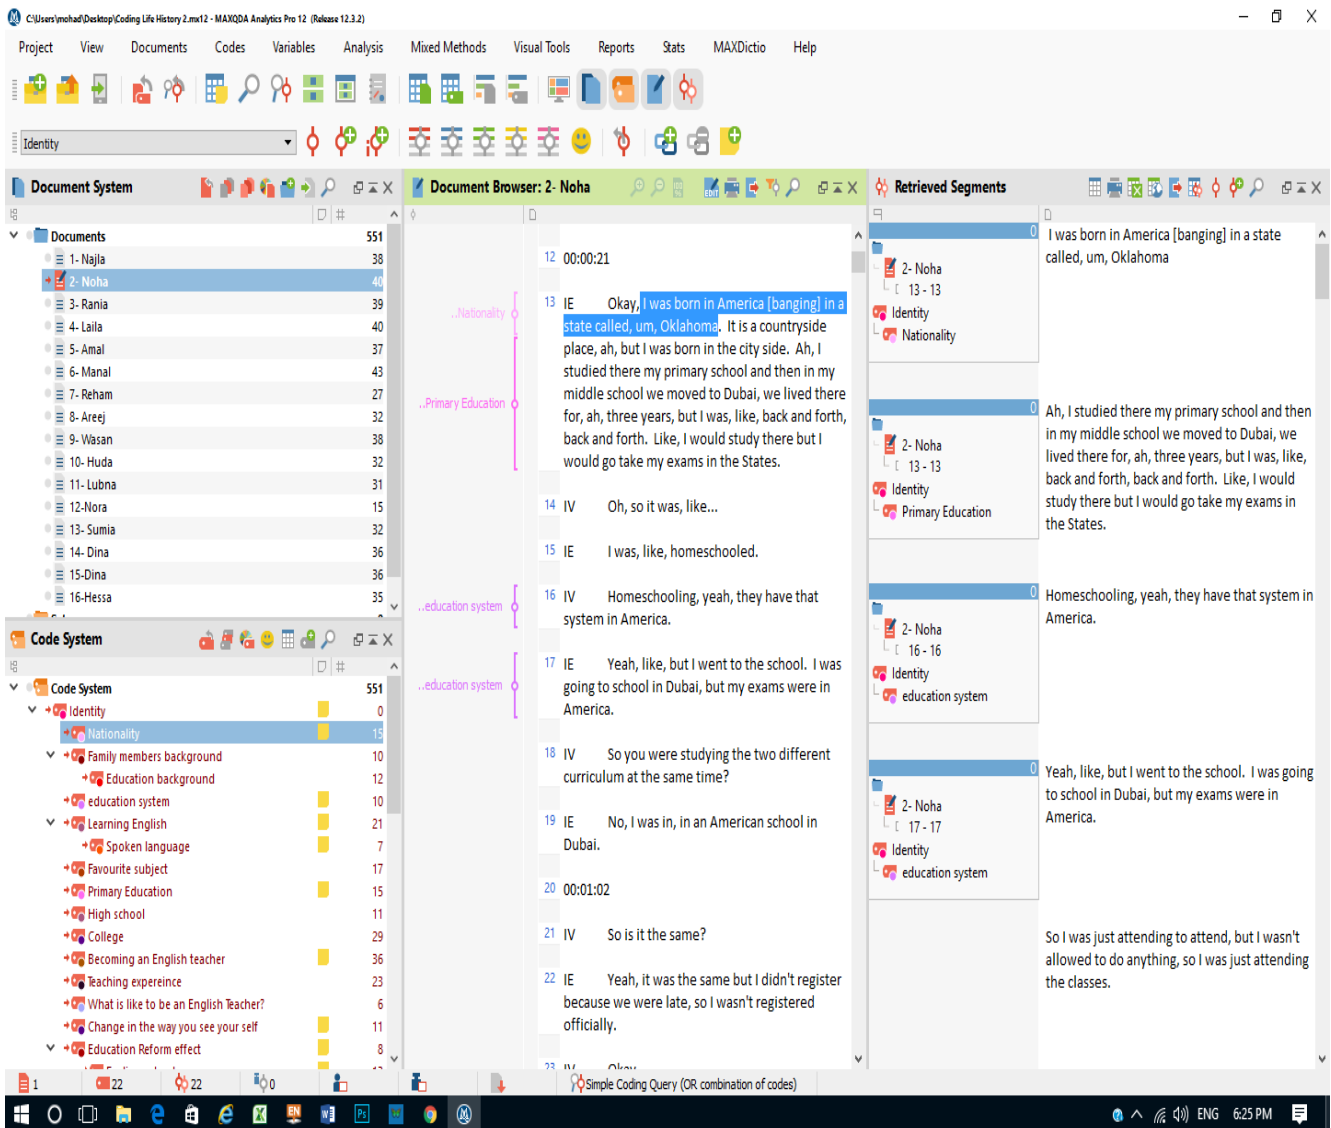 C:\Users\mohad\Desktop\Coding Life History 2.mx12 - MAXQDA Analytics Pro 12 (Release 12.3.2)
Project View Documents Codes Variables Analysis Mixed Methods Visual Tools Reports Stats MAXDictio Help
Identity
Document System
#
Documents 551
1- Najla 38
2- Noha 40
3- Rania 39
4- Laila 40
5- Amal 37
6- Manal 43
7- Reham 27
8- Areej 32
9- Wasan 38
10- Huda 32
11- Lubna 31
12-Nora 15
13- Sumia 32
14- Dina 36
15-Dina 36
16-Hessa 35
Code System
#
Code System 551
Identity 0
Nationality 15
Family members background 10
Education background 12
education system 10
Learning English 21
Spoken language 7
Favourite subject 17
Primary Education 15
High school 11
College 29
Becoming an English teacher 36
Teaching expereince 23
What is like to be an English Teacher? 6
Change in the way you see your self 11
Education Reform effect 8
Document Browser: 2- Noha
EDIT
..Nationality
..Primary Education
..education system
..education system
12 00:00:21
13 IE Okay, I was born in America [banging] in a
state called, um, Oklahoma. It is a countryside
place, ah, but I was born in the city side. Ah, I
studied there my primary school and then in my
middle school we moved to Dubai, we lived there
for, ah, three years, but I was, like, back and forth,
back and forth. Like, I would study there but I
would go take my exams in the States.
14 IV Oh, so it was, like...
15 IE I was, like, homeschooled.
16 IV Homeschooling, yeah, they have that
system in America.
17 IE Yeah, like, but I went to the school. I was
going to school in Dubai, but my exams were in
America.
18 IV So you were studying the two different
curriculum at the same time?
19 IE No, I was in, in an American school in
Dubai.
20 00:01:02
21 IV So is it the same?
22 IE Yeah, it was the same but I didn't register
because we were late, so I wasn't registered
officially.
23 IV Okay
Retrieved Segments
0
2- Noha
13 - 13
Identity
Nationality
I was born in America [banging] in a state
called, um, Oklahoma
0
2- Noha
13 - 13
Identity
Primary Education
Ah, I studied there my primary school and then
in my middle school we moved to Dubai, we
lived there for, ah, three years, but I was, like,
back and forth, back and forth. Like, I would
study there but I would go take my exams in
the States.
0
2- Noha
16 - 16
Identity
education system
Homeschooling, yeah, they have that system in
America.
0
2- Noha
17 - 17
Identity
education system
Yeah, like, but I went to the school. I was going
to school in Dubai, but my exams were in
America.
So I was just attending to attend, but I wasn't
allowed to do anything, so I was just attending
the classes.
1 22 22 0 Simple Coding Query (OR combination of codes)
EN Ps ENG 6:25 PM